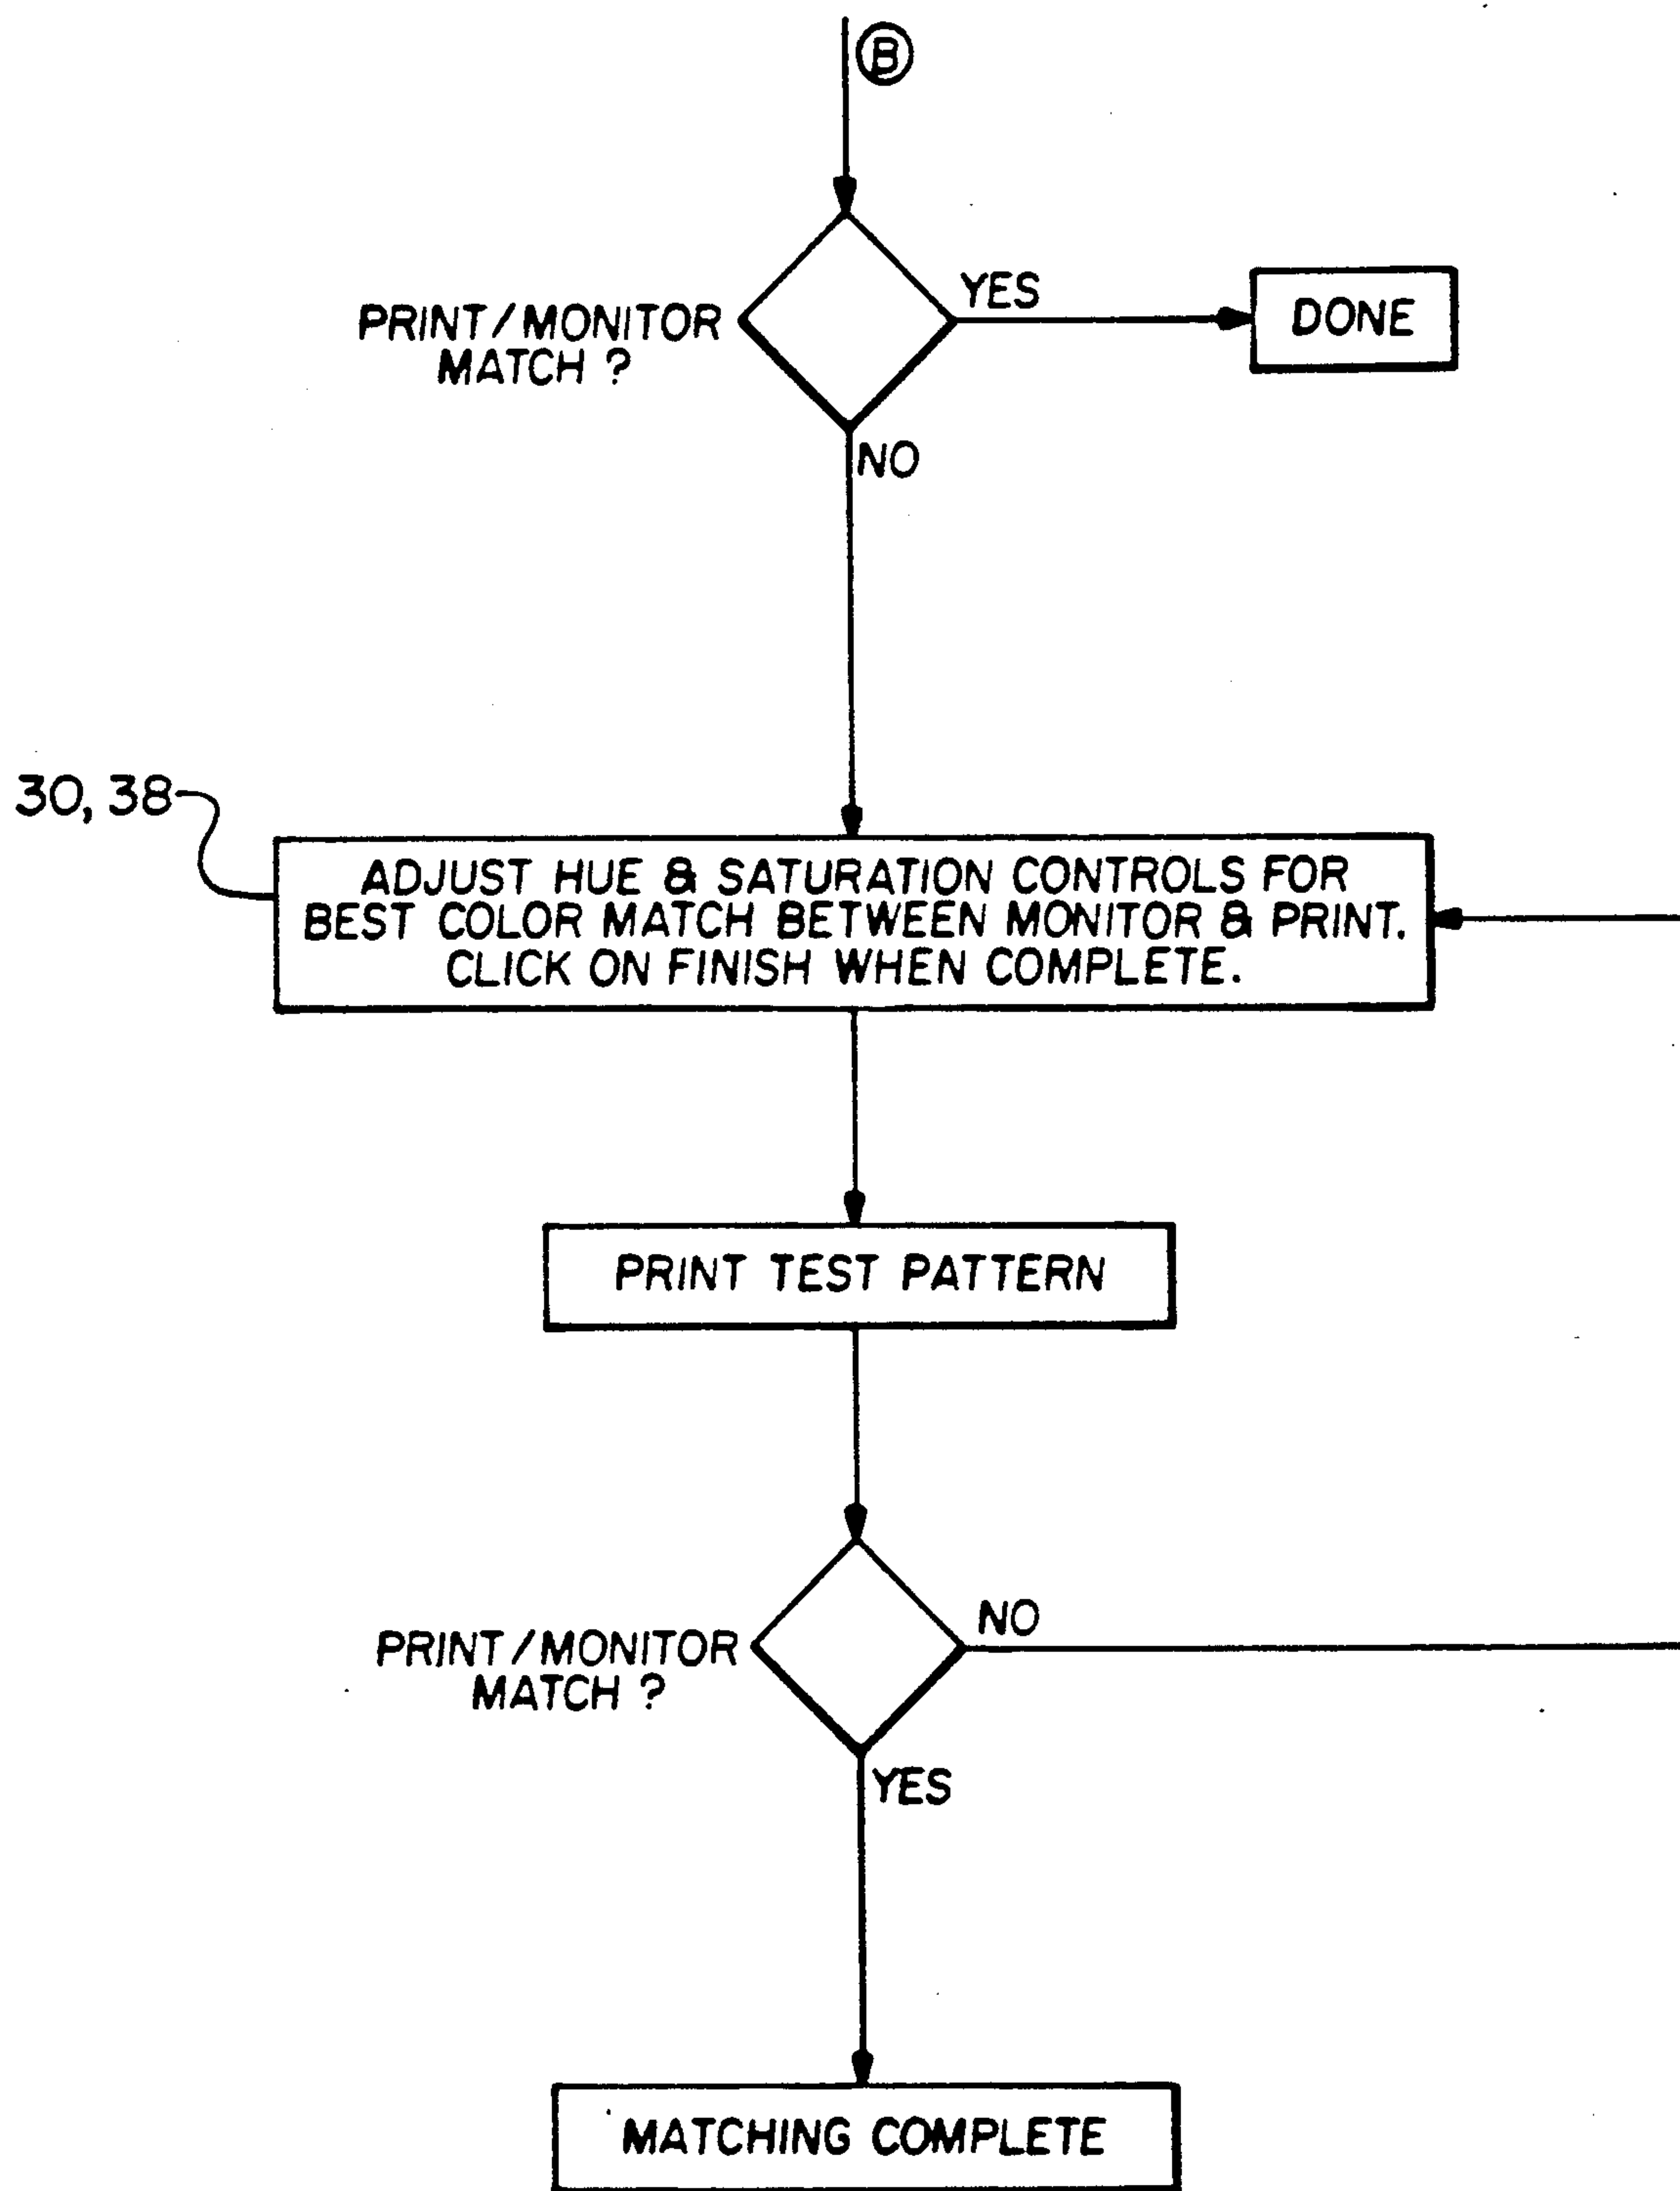 B
YES
PRINT/MONITOR
MATCH ?
DONE
NO
30, 38
ADJUST HUE & SATURATION CONTROLS FOR
BEST COLOR MATCH BETWEEN MONITOR & PRINT.
CLICK ON FINISH WHEN COMPLETE.
PRINT TEST PATTERN
NO
PRINT/MONITOR
MATCH ?
YES
MATCHING COMPLETE